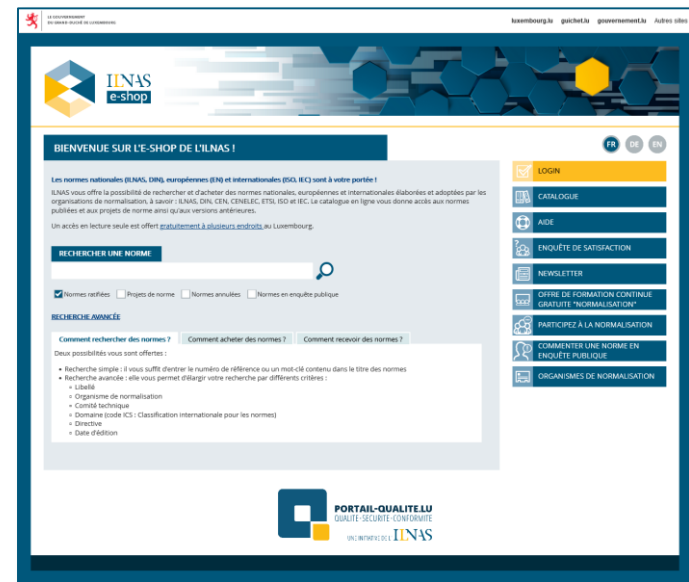 LE GOUVERNEMENT
DU GRAND-DUCHÉ DE LUXEMBOURG
luxembourg.lu guichet.lu gouvernement.lu Autres sites
ILNAS
e-shop
BIENVENUE SUR L'E-SHOP DE L'ILNAS !
FR DE EN
Les normes nationales (ILNAS, DIN), européennes (EN) et internationales (ISO, IEC) sont à votre portée !
ILNAS vous offre la possibilité de rechercher et d'acheter des normes nationales, européennes et internationales élaborées et adoptées par les
organisations de normalisation, à savoir : ILNAS, DIN, CEN, CENELEC, ETSI, ISO et IEC. Le catalogue en ligne vous donne accès aux normes
publiées et aux projets de norme ainsi qu'aux versions antérieures.
Un accès en lecture seule est offert gratuitement à plusieurs endroits au Luxembourg.
RECHERCHER UNE NORME
Normes ratifiées Projets de norme Normes annulées Normes en enquête publique
RECHERCHE AVANCÉE
Comment rechercher des normes ? Comment acheter des normes ? Comment recevoir des normes ?
Deux possibilités vous sont offertes :
• Recherche simple : il vous suffit d'entrer le numéro de référence ou un mot-clé contenu dans le titre des normes
• Recherche avancée : elle vous permet d'élargir votre recherche par différents critères :
Libellé
Organisme de normalisation
Comité technique
Domaine (code ICS : Classification internationale pour les normes)
Directive
Date d'édition
LOGIN
CATALOGUE
AIDE
ENQUÊTE DE SATISFACTION
NEWSLETTER
OFFRE DE FORMATION CONTINUE
GRATUITE "NORMALISATION"
PARTICIPEZ À LA NORMALISATION
COMMENTER UNE NORME EN
ENQUÊTE PUBLIQUE
ORGANISMES DE NORMALISATION
PORTAIL-QUALITE.LU
QUALITE-SECURITE-CONFORMITE
UNE INITIATIVE DE L'ILNAS